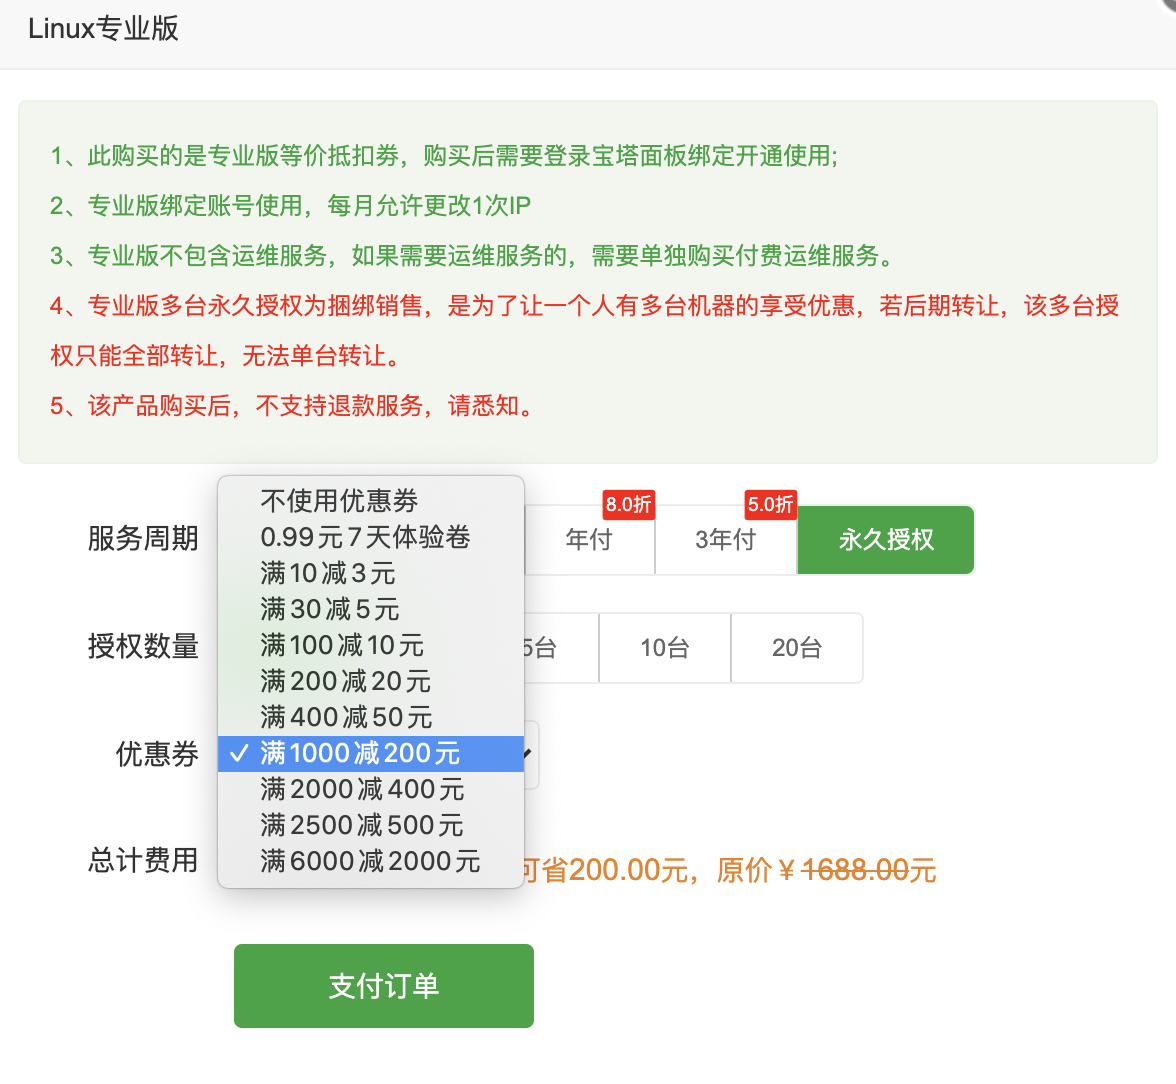 Linux专业版
1、此购买的是专业版等价抵扣券，购买后需要登录宝塔面板绑定开通使用;
2、专业版绑定账号使用，每月允许更改1次IP
3、专业版不包含运维服务，如果需要运维服务的，需要单独购买付费运维服务。
4、专业版多台永久授权为捆绑销售，是为了让一个人有多台机器的享受优惠，若后期转让，该多台授
权只能全部转让，无法单台转让。
5、该产品购买后，不支持退款服务，请悉知。
服务周期
8.0折
5.0折
年付
3年付
永久授权
授权数量
5台
10台
20台
优惠券
不使用优惠劵
0.99元7天体验卷
满10减3元
满30减5元
满100减10元
满200减20元
满400减50元
满1000减200元
满2000减400元
满2500减500元
满6000减2000元
总计费用
可省200.00元，原价￥1688.00元
支付订单